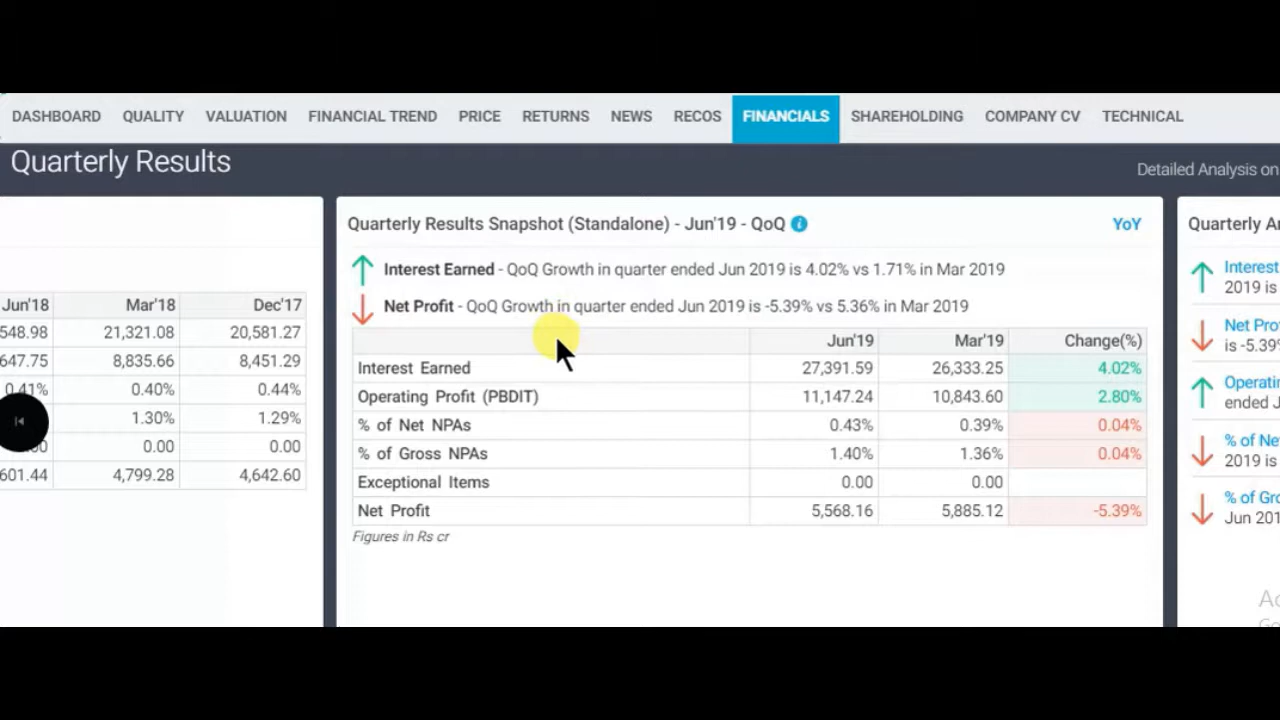 DASHBOARD QUALITY VALUATION FINANCIAL TREND PRICE RETURNS NEWS RECOS FINANCIALS SHAREHOLDING COMPANY CV TECHNICAL
Quarterly Results
Detailed Analysis on
Jun'18 Mar'18 Dec'17
548.98 21,321.08 20,581.27
647.75 8,835.66 8,451.29
0.41% 0.40% 0.44%
1.30% 1.29%
0.00 0.00
601.44 4,799.28 4,642.60
Quarterly Results Snapshot (Standalone) - Jun'19 - QoQ YoY
Interest Earned - QoQ Growth in quarter ended Jun 2019 is 4.02% vs 1.71% in Mar 2019
Net Profit - QoQ Growth in quarter ended Jun 2019 is -5.39% vs 5.36% in Mar 2019
Jun'19 Mar'19 Change(%)
Interest Earned 27,391.59 26,333.25 4.02%
Operating Profit (PBDIT) 11,147.24 10,843.60 2.80%
% of Net NPAs 0.43% 0.39% 0.04%
% of Gross NPAs 1.40% 1.36% 0.04%
Exceptional Items 0.00 0.00
Net Profit 5,568.16 5,885.12 -5.39%
Figures in Rs cr
Quarterly An
Interest
2019 is
Net Pro
is -5.39
Operatin
ended J
% of Ne
2019 is
% of Gro
Jun 201